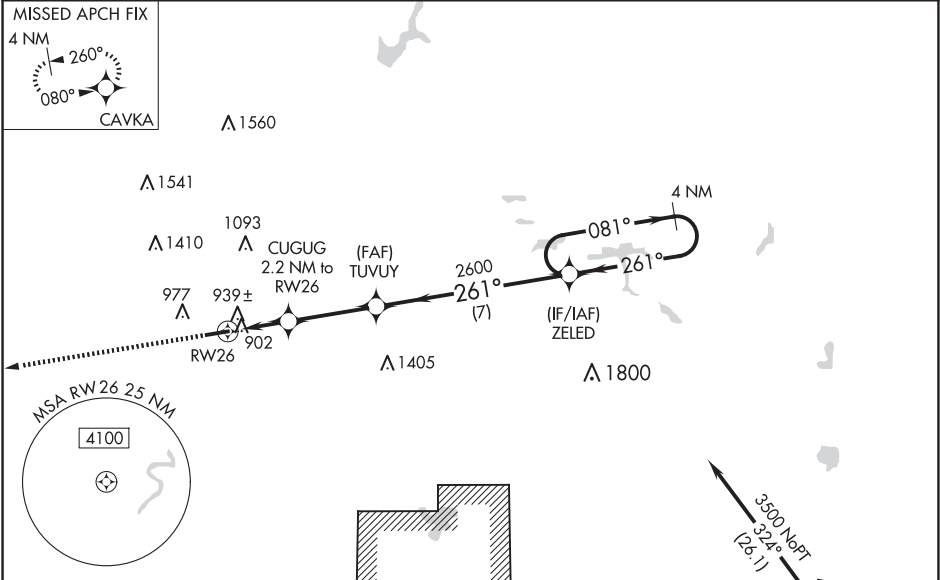 MISSED APCH FIX
4 NM
260°
080°
CAVKA
1560
1541
4 NM
1093
081°
1410
CUGUG
2.2 NM to
RW26
(FAF)
TUVUY
2600
261°
261°
(7)
977
939±
(IF/IAF)
ZELED
902
RW26
1405
1800
MSA RW 26 25 NM
4100
3500 NoPT
324°
(26.1)